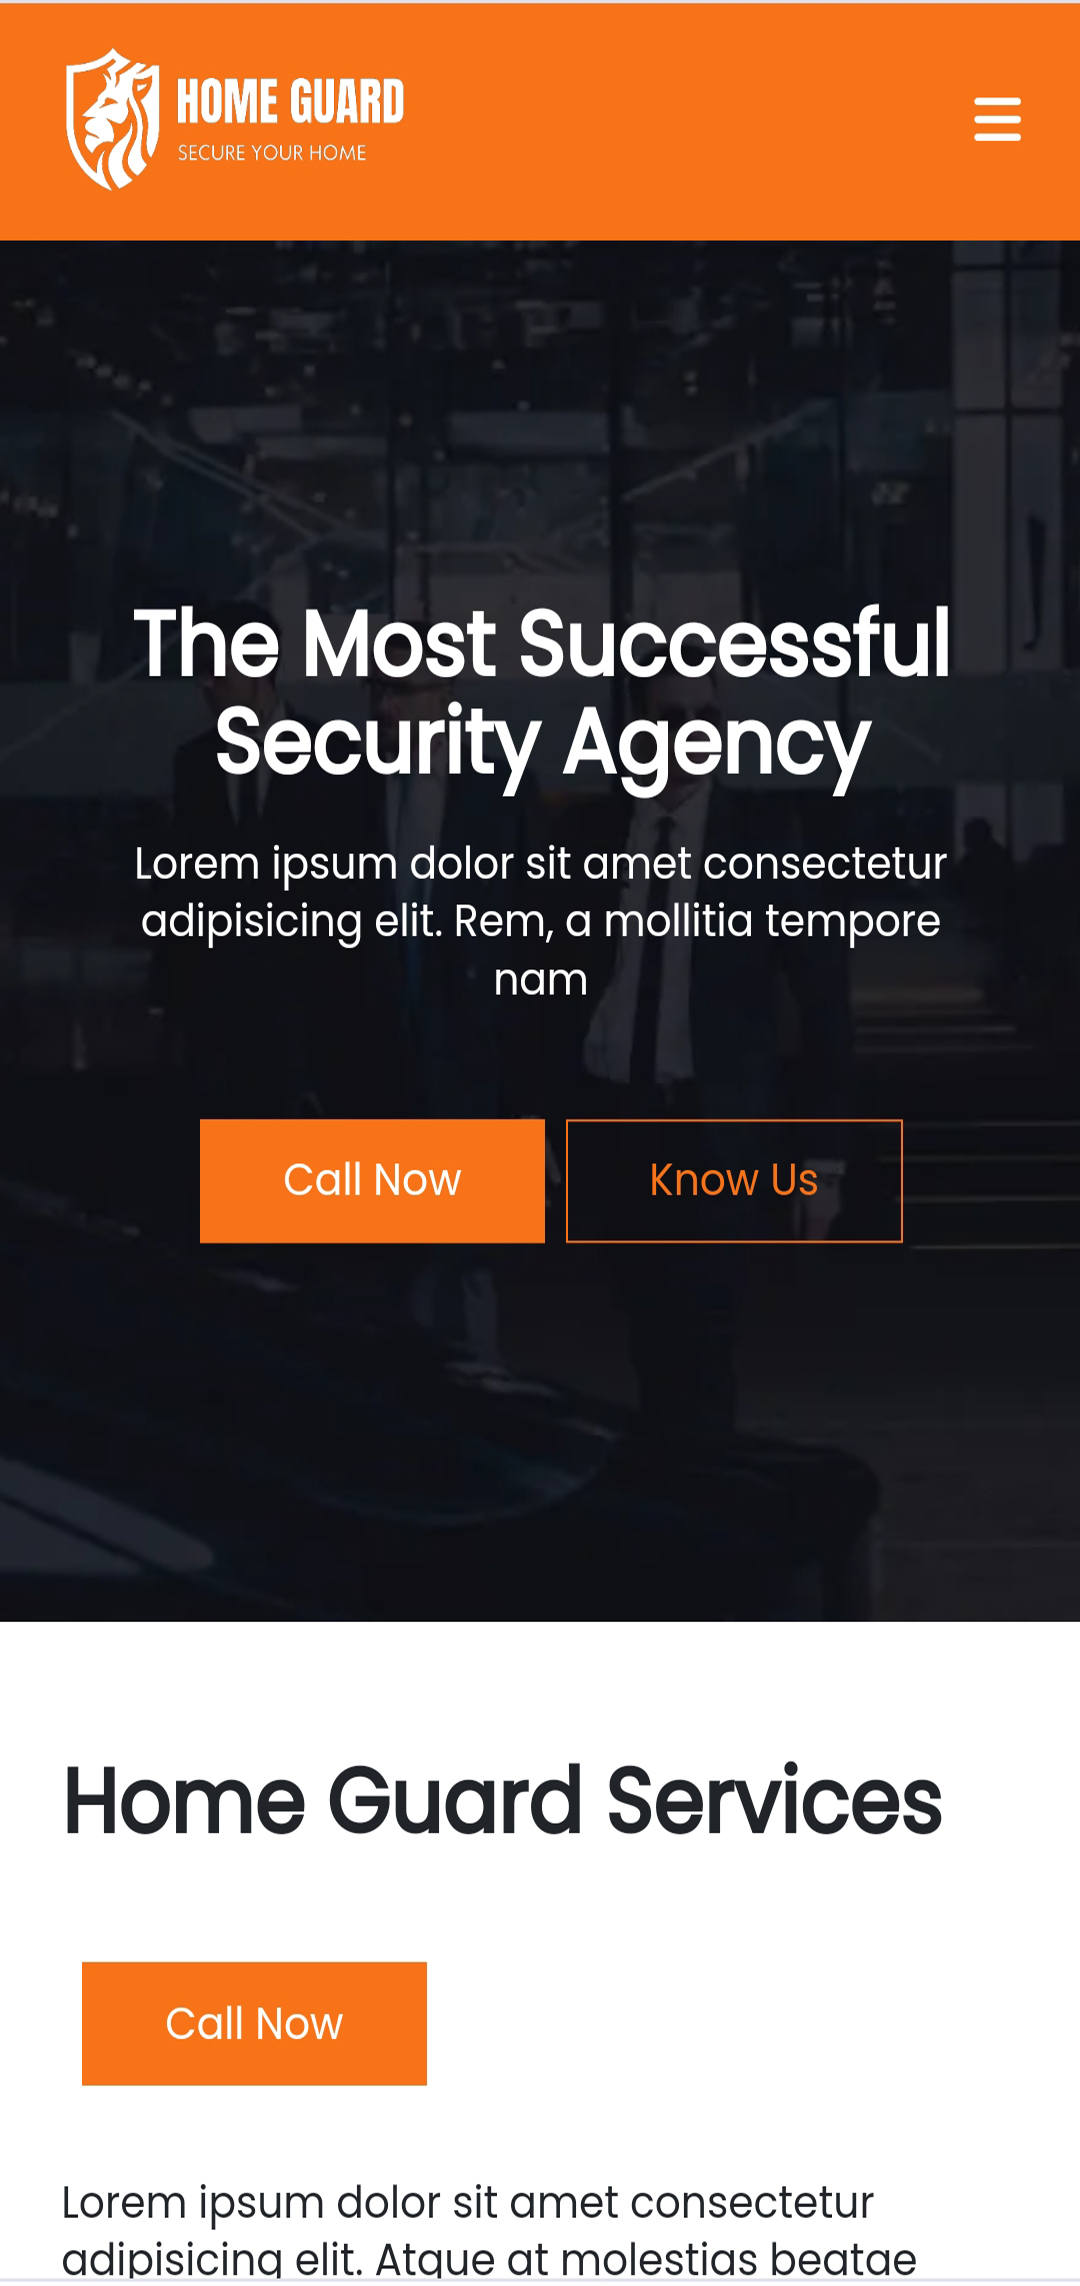 HOME GUARD
SECURE YOUR HOME
The Most Successful
Security Agency
Lorem ipsum dolor sit amet consectetur
adipisicing elit. Rem, a mollitia tempore
nam
Call Now
Know Us
Home Guard Services
Call Now
Lorem ipsum dolor sit amet consectetur
adipisicing elit. Atque at molestias beatae